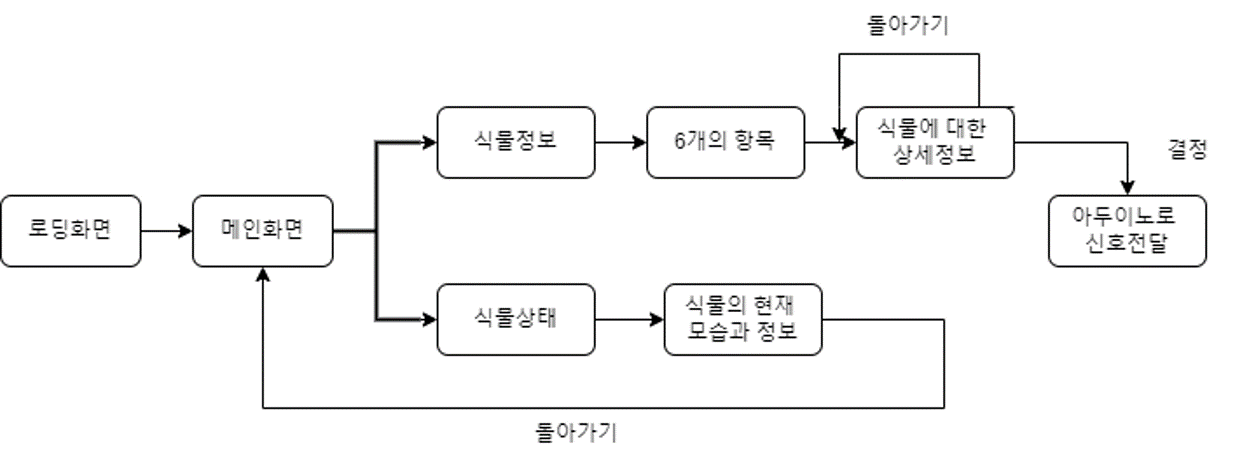 돌아가기
식물정보
6개의 항목
식물에 대한
상세정보
결정
로딩화면
메인화면
아두이노로
신호전달
식물상태
식물의 현재
모습과 정보
돌아가기